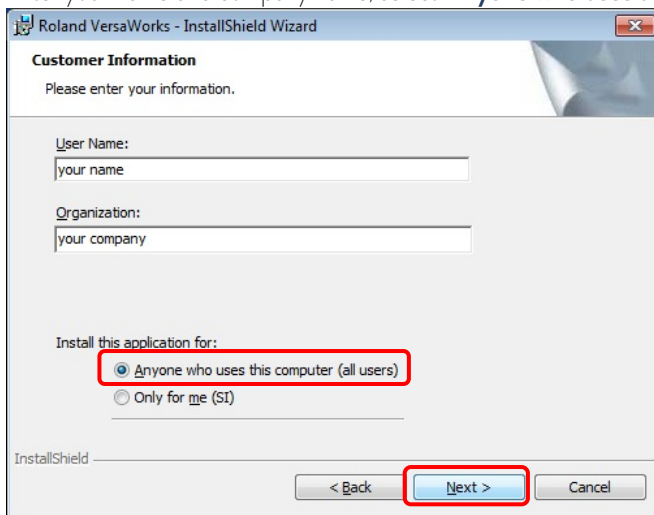 Roland VersaWorks - InstallShield Wizard
Customer Information
Please enter your information.
User Name:
your name
Organization:
your company
Install this application for:
Anyone who uses this computer (all users)
Only for me (SI)
InstallShield
< Back Next > Cancel